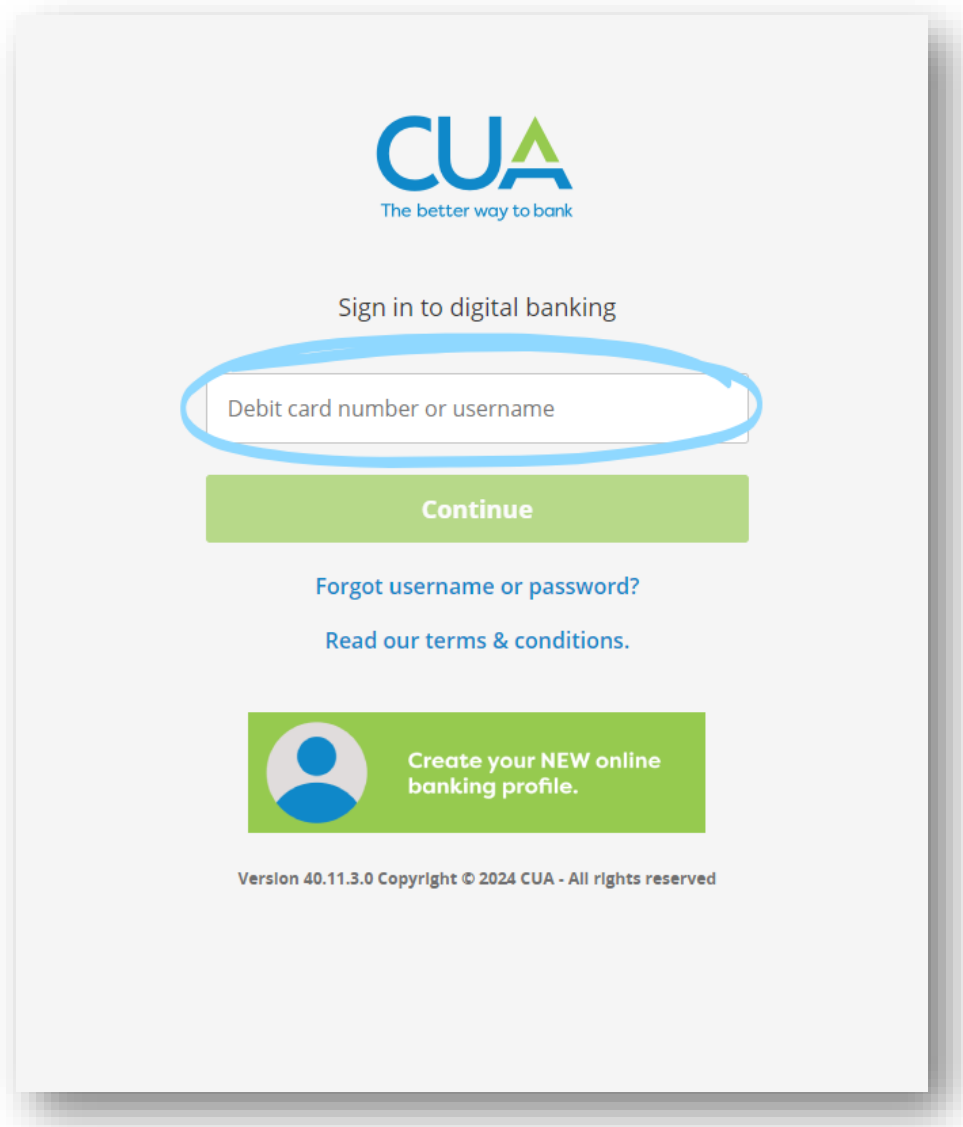 CUA
The better way to bank
Sign in to digital banking
Debit card number or username
Continue
Forgot username or password?
Read our terms & conditions.
Create your NEW online
banking profile.
Version 40.11.3.0 Copyright © 2024 CUA - All rights reserved